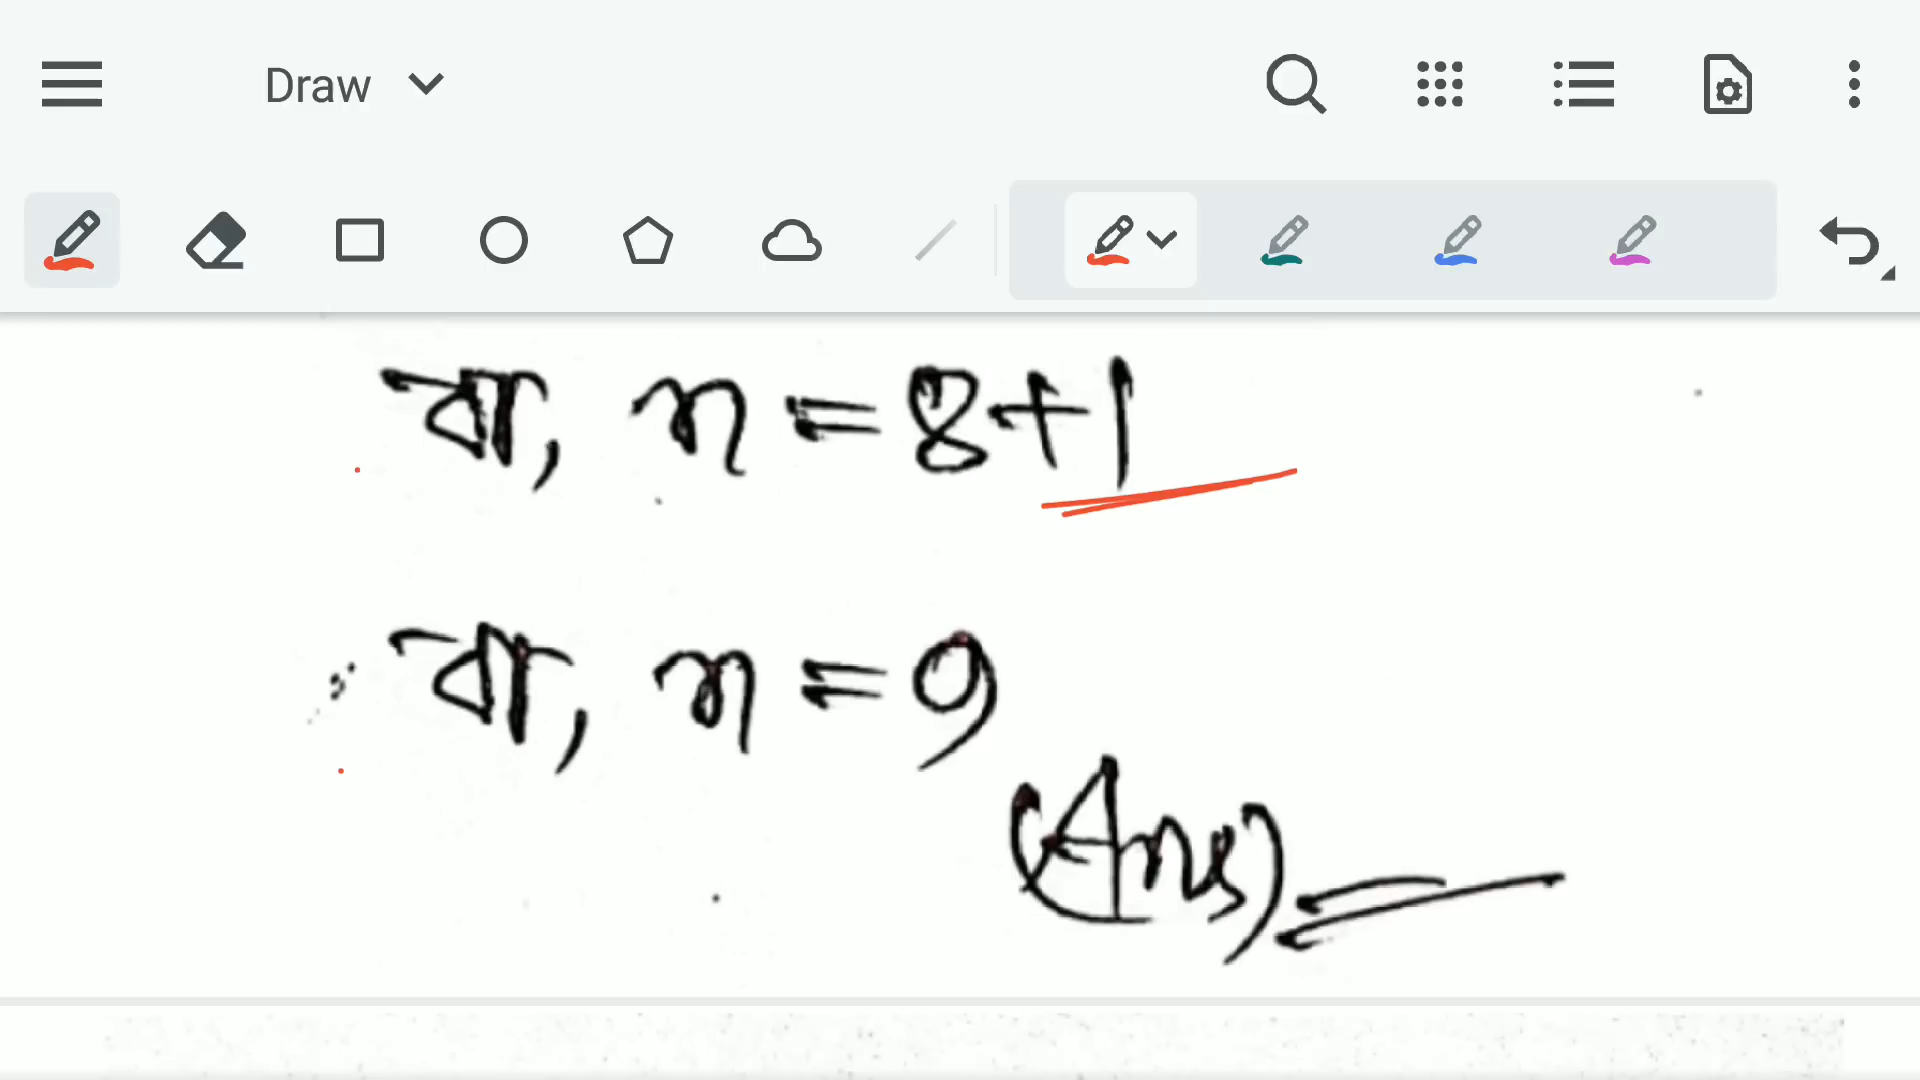 Draw
বা, n = 8+1
বা, n = 9
(Ans)